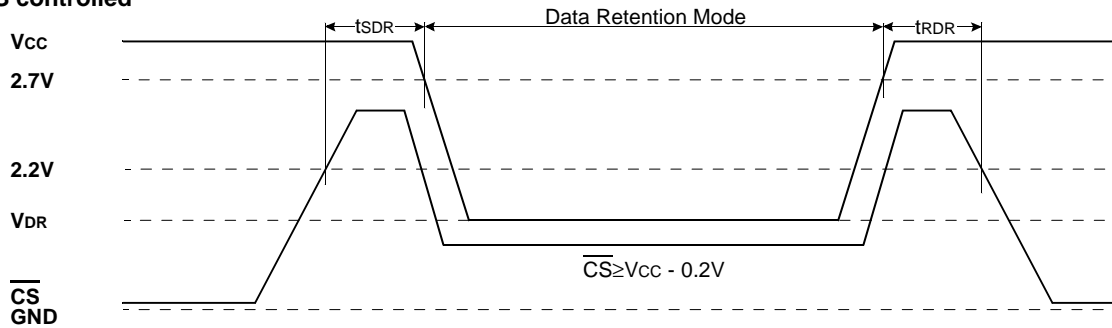 controlled
tSDR
Data Retention Mode
tRDR
VCC
2.7V
2.2V
VDR
CS≥VCC - 0.2V
CS
GND